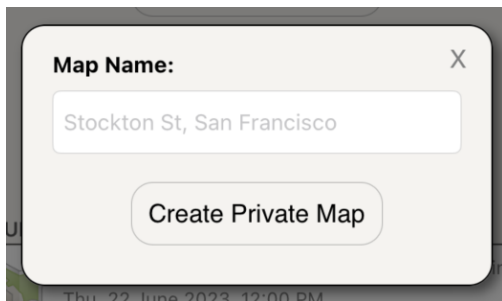 Map Name:
X
Stockton St, San Francisco
Create Private Map
Thu, 22 June 2023, 12:00 PM